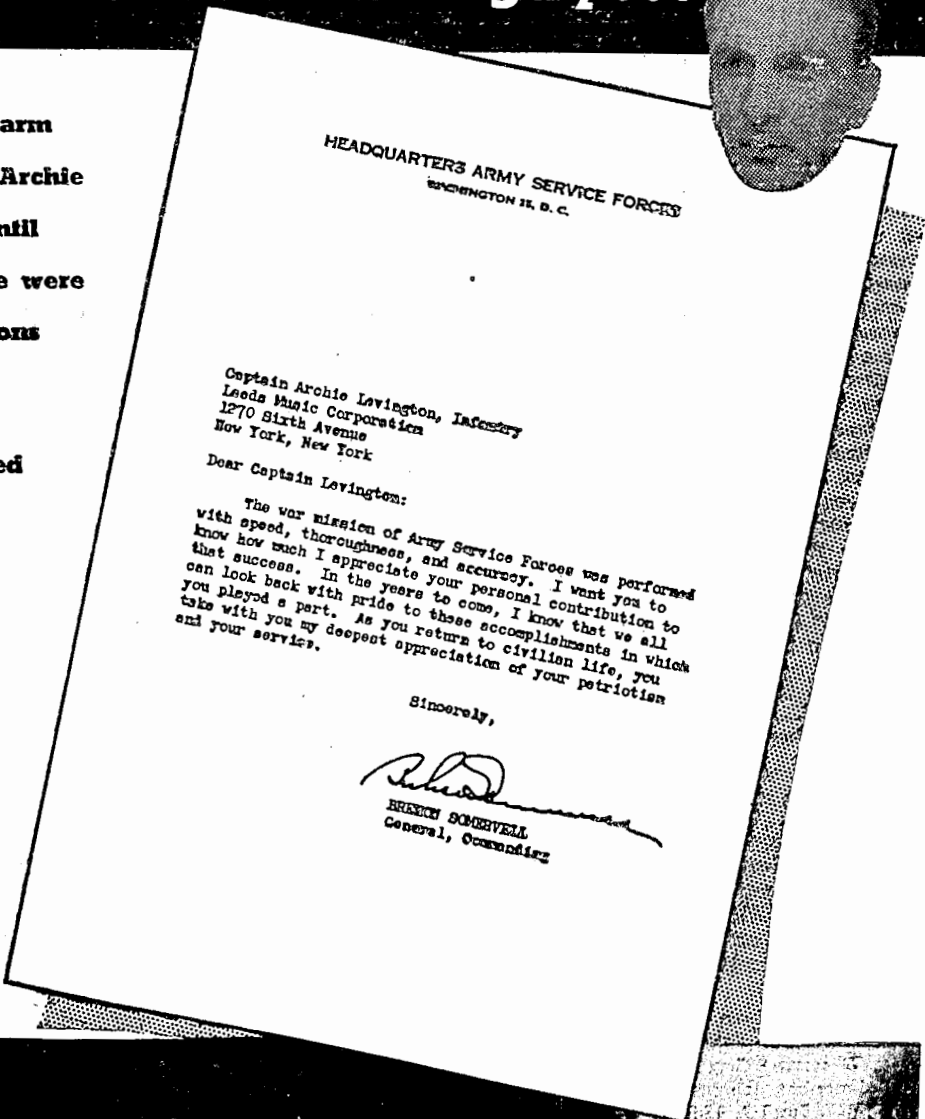 arm
Archie
ntil
e were
ons
ed
HEADQUARTERS ARMY SERVICE FORCES
WASHINGTON 25, D. C.
Captain Archie Levington, Infantry
Leeds Music Corporation
1270 Sixth Avenue
New York, New York
Dear Captain Levington:
The war mission of Army Service Forces was performed
with speed, thoroughness, and accuracy. I want you to
know how much I appreciate your personal contribution to
that success. In the years to come, I know that we all
can look back with pride to these accomplishments in which
you played a part. As you return to civilian life, you
take with you my deepest appreciation of your patriotism
and your service.
Sincerely,
BREHON SOMERVELL
General, Commanding